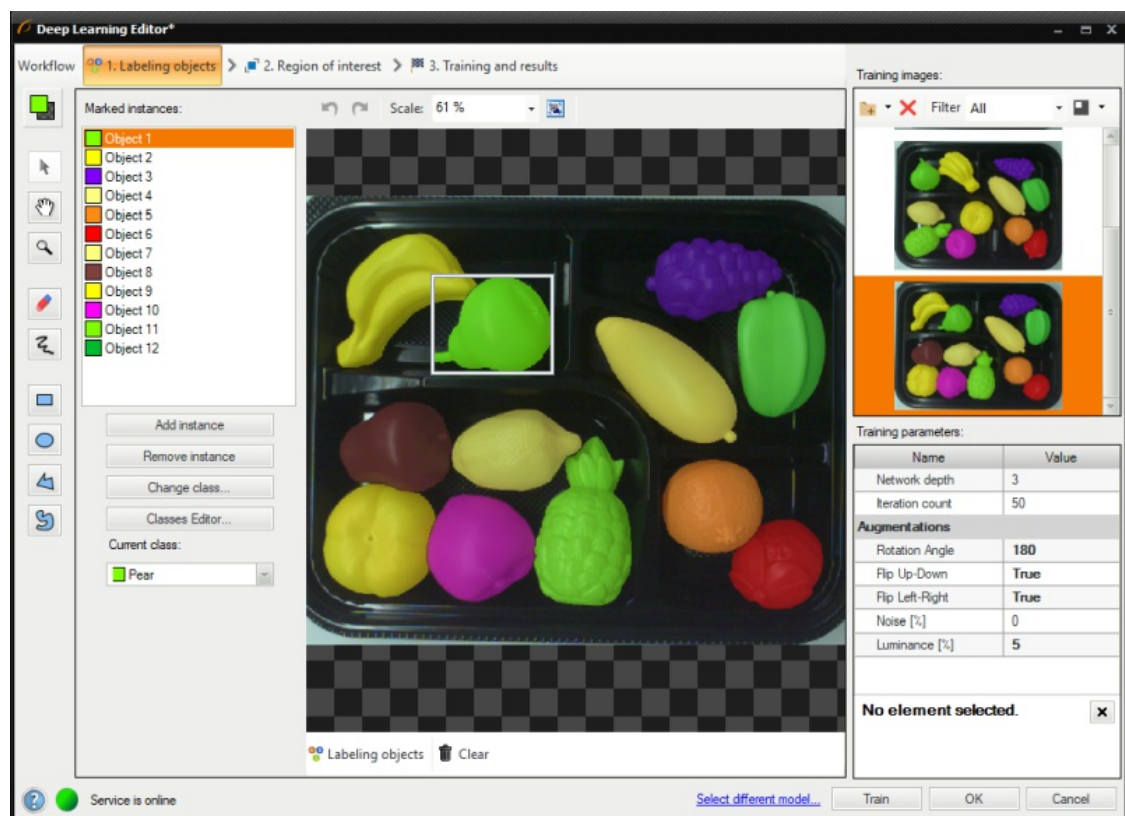 Deep Learning Editor*
Workflow 1. Labeling objects 2. Region of interest 3. Training and results
Marked instances:
Scale: 61 %
Object 1
Object 2
Object 3
Object 4
Object 5
Object 6
Object 7
Object 8
Object 9
Object 10
Object 11
Object 12
Add instance
Remove instance
Change class...
Classes Editor...
Current class:
Pear
Labeling objects Clear
Training images:
Filter All
Training parameters:
Name Value
Network depth 3
Iteration count 50
Augmentations
Rotation Angle 180
Flip Up-Down True
Flip Left-Right True
Noise [%] 0
Luminance [%] 5
No element selected.
Service is online
Select different model...
Train OK Cancel